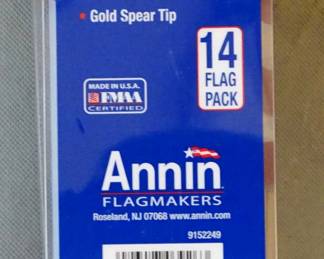 • Gold Spear Tip
14
FLAG
PACK
MADE IN U.S.A.
FMAA
CERTIFIED
Annin
FLAGMAKERS
Roseland, NJ 07068 www.annin.com
9152249